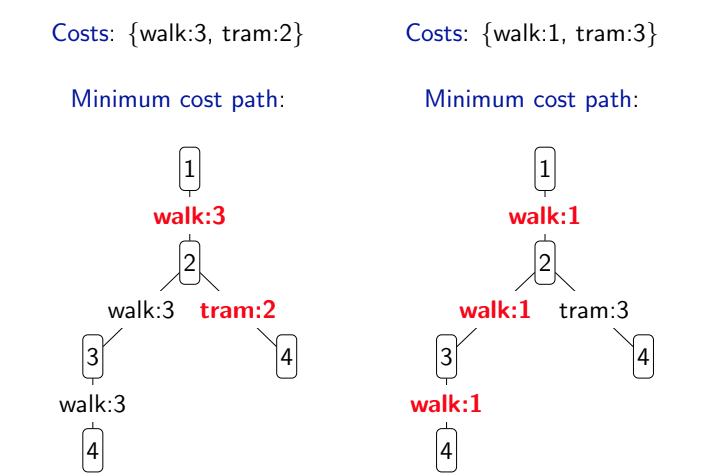 Costs: {walk:3, tram:2}
Minimum cost path:
1
walk:3
2
walk:3 tram:2
3 4
walk:3
4
Costs: {walk:1, tram:3}
Minimum cost path:
1
walk:1
2
walk:1 tram:3
3 4
walk:1
4